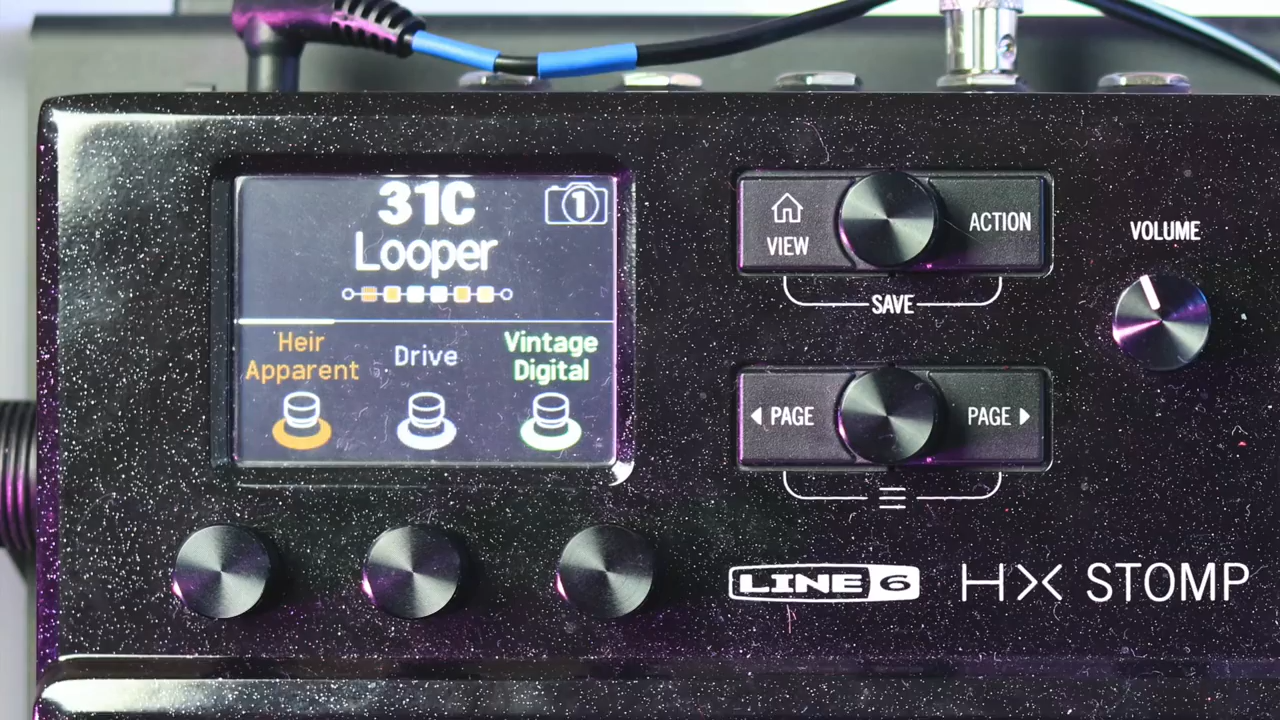 31C
1
Looper
Heir
Apparent
Drive
Vintage
Digital
VIEW
ACTION
SAVE
VOLUME
PAGE
PAGE
LINE 6
HX STOMP